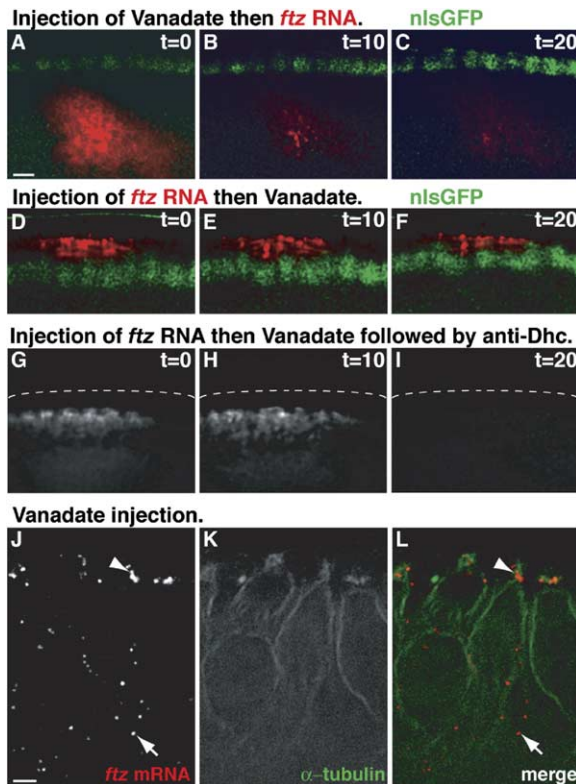 Injection of Vanadate then ftz RNA. nlsGFP
A t=0 B t=10 C t=20
Injection of ftz RNA then Vanadate. nlsGFP
D t=0 E t=10 F t=20
Injection of ftz RNA then Vanadate followed by anti-Dhc.
G t=0 H t=10 I t=20
Vanadate injection.
J K L
ftz mRNA α-tubulin merge